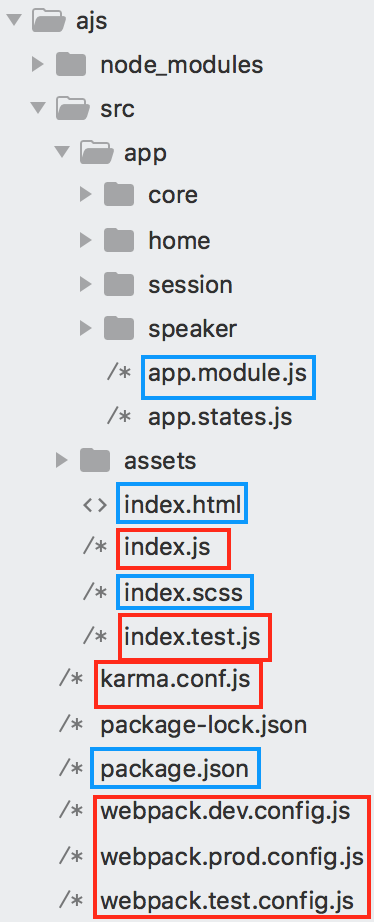 ajs
node_modules
src
app
core
home
session
speaker
/* app.module.js
/* app.states.js
assets
<> index.html
/* index.js
/* index.scss
/* index.test.js
/* karma.conf.js
/* package-lock.json
/* package.json
/* webpack.dev.config.js
/* webpack.prod.config.js
/* webpack.test.config.js